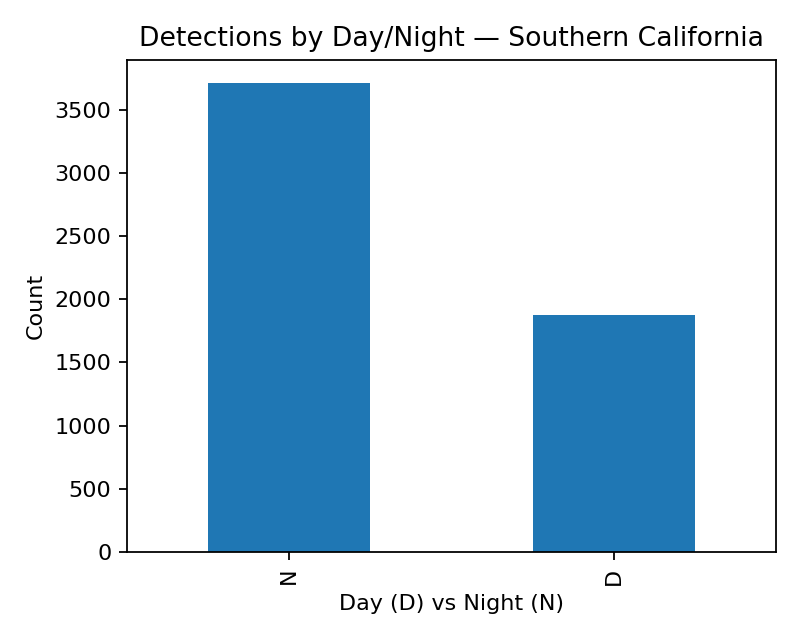 Detections by Day/Night — Southern California
Count
3500
3000
2500
2000
1500
1000
500
0
N
D
Day (D) vs Night (N)